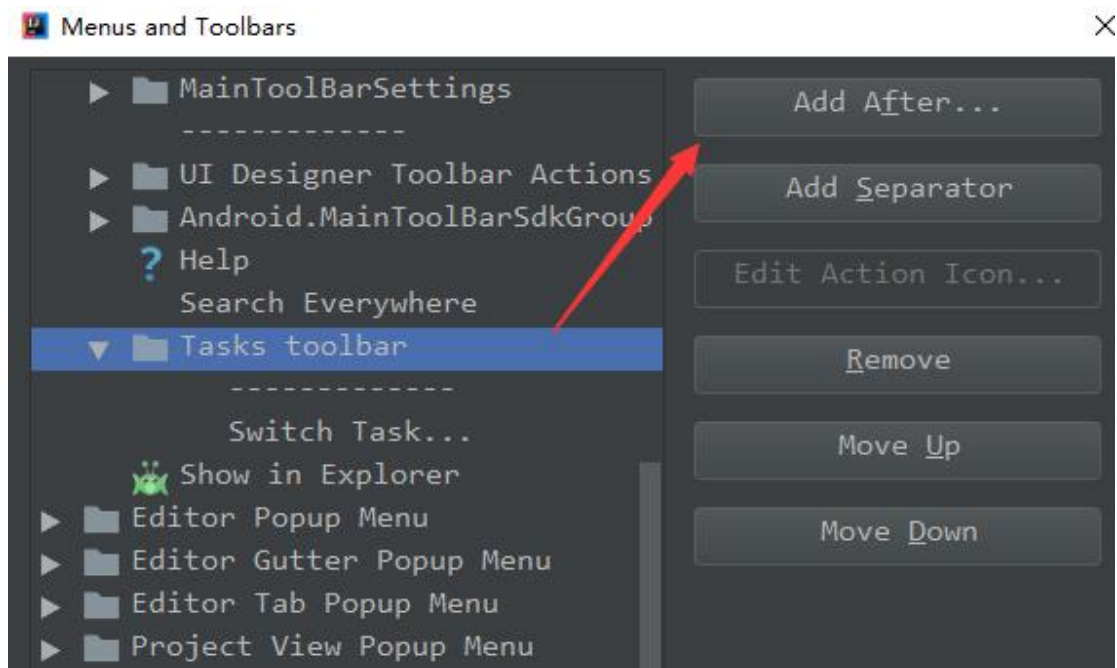 Menus and Toolbars
MainToolBarSettings
-------------
UI Designer Toolbar Actions
Android.MainToolBarSdkGroup
? Help
Search Everywhere
Tasks toolbar
-------------
Switch Task...
Show in Explorer
Editor Popup Menu
Editor Gutter Popup Menu
Editor Tab Popup Menu
Project View Popup Menu
Add After...
Add Separator
Edit Action Icon...
Remove
Move Up
Move Down